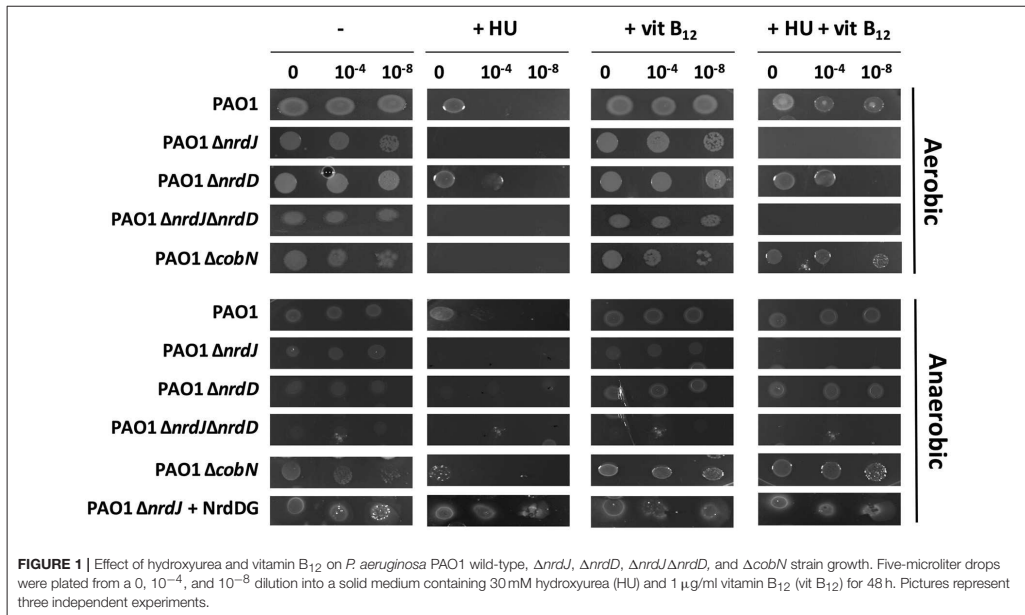 - + HU + vit B12 + HU + vit B12
0 10-4 10-8 0 10-4 10-8 0 10-4 10-8 0 10-4 10-8
PAO1
PAO1 ΔnrdJ
PAO1 ΔnrdD
PAO1 ΔnrdJΔnrdD
PAO1 ΔcobN
Aerobic
PAO1
PAO1 ΔnrdJ
PAO1 ΔnrdD
PAO1 ΔnrdJΔnrdD
PAO1 ΔcobN
PAO1 ΔnrdJ + NrdDG
Anaerobic
FIGURE 1 | Effect of hydroxyurea and vitamin B12 on P. aeruginosa PAO1 wild-type, ΔnrdJ, ΔnrdD, ΔnrdJΔnrdD, and ΔcobN strain growth. Five-microliter drops
were plated from a 0, 10−4, and 10−8 dilution into a solid medium containing 30 mM hydroxyurea (HU) and 1 μg/ml vitamin B12 (vit B12) for 48 h. Pictures represent
three independent experiments.